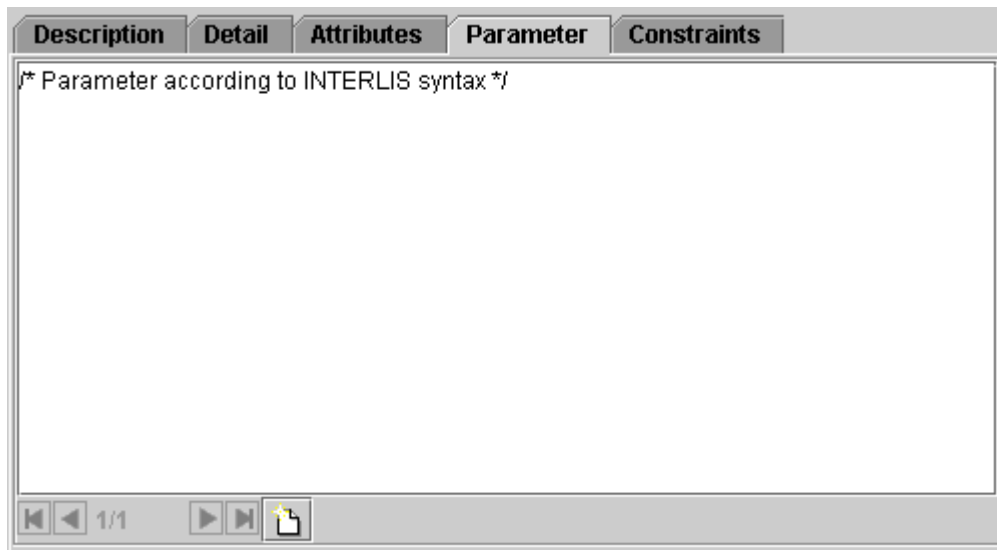 Description Detail Attributes Parameter Constraints
/* Parameter according to INTERLIS syntax */
1/1